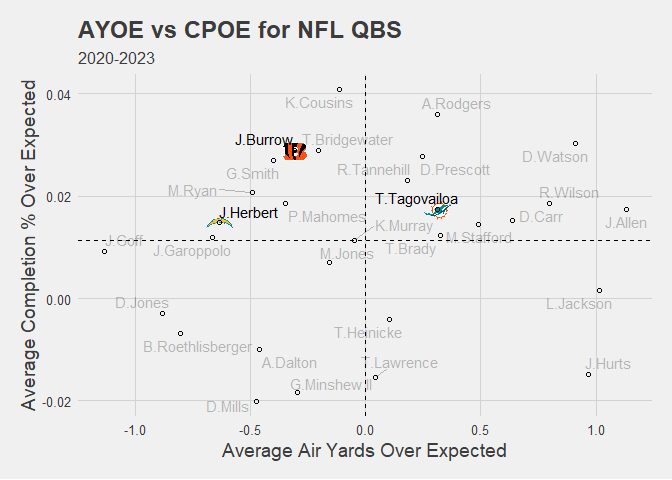 AYOE vs CPOE for NFL QBS
2020-2023
Average Completion % Over Expected
0.04
0.02
0.00
-0.02
K.Cousins
A.Rodgers
J.Burrow
T.Bridgewater
D.Watson
G.Smith
R.Tannehill
D.Prescott
M.Ryan
R.Wilson
T.Tagovailoa
J.Herbert
P.Mahomes
D.Carr
J.Allen
K.Murray
J.Goff
M.Stafford
J.Garoppolo
M.Jones
T.Brady
D.Jones
L.Jackson
B.Roethlisberger
T.Heinicke
A.Dalton
T.Lawrence
J.Hurts
G.Minshew II
D.Mills
-1.0
-0.5
0.0
0.5
1.0
Average Air Yards Over Expected